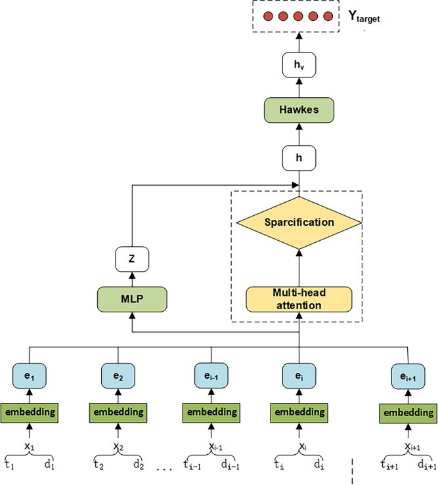 Y_target
h_v
Hawkes
h
Sparcification
Z
MLP
Multi-head
attention
e_1 e_2 e_{i-1} e_i e_{i+1}
embedding embedding embedding embedding embedding
x_1 x_2 x_{i-1} x_i x_{i+1}
t_1 d_1 t_2 d_2 ... t_{i-1} d_{i-1} t_i d_i t_{i+1} d_{i+1}